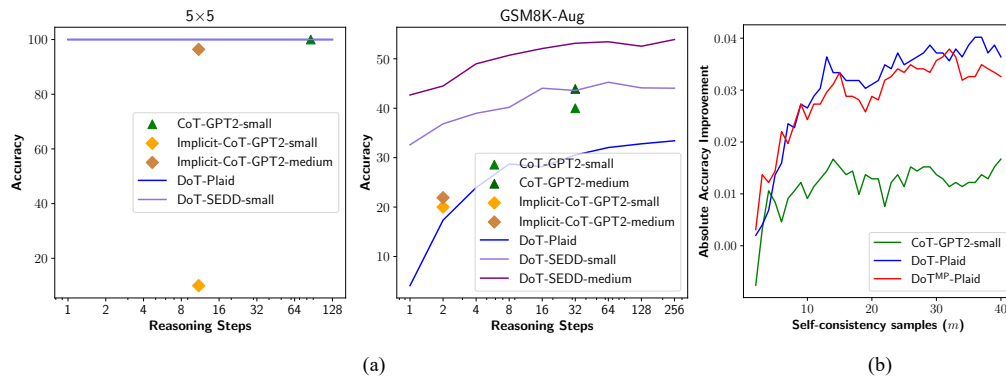 5×5
Accuracy
100
80
60
40
20
CoT-GPT2-small
Implicit-CoT-GPT2-small
Implicit-CoT-GPT2-medium
DoT-Plaid
DoT-SEDD-small
1 2 4 8 16 32 64 128
Reasoning Steps
GSM8K-Aug
Accuracy
50
40
30
20
10
CoT-GPT2-small
CoT-GPT2-medium
Implicit-CoT-GPT2-small
Implicit-CoT-GPT2-medium
DoT-Plaid
DoT-SEDD-small
DoT-SEDD-medium
1 2 4 8 16 32 64 128 256
Reasoning Steps
(a)
Absolute Accuracy Improvement
0.04
0.03
0.02
0.01
0.00
CoT-GPT2-small
DoT-Plaid
DoT^MP-Plaid
10 20 30 40
Self-consistency samples (m)
(b)